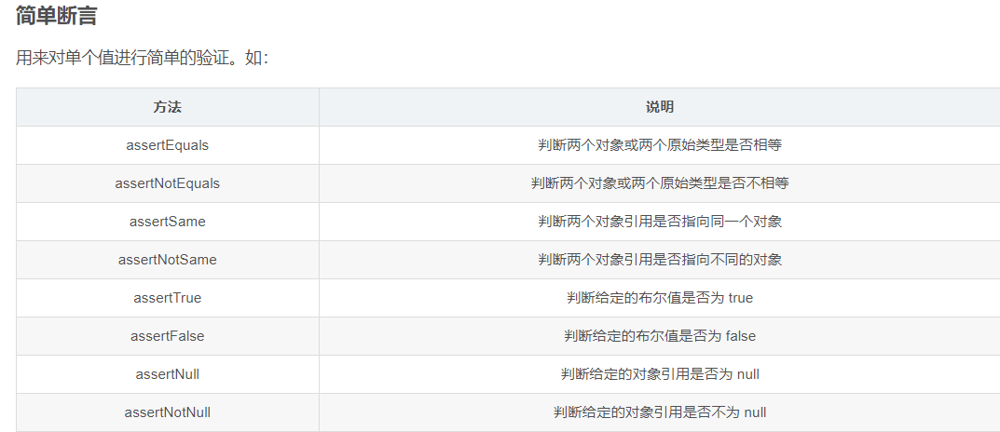 简单断言
用来对单个值进行简单的验证。如：
方法 说明
assertEquals 判断两个对象或两个原始类型是否相等
assertNotEquals 判断两个对象或两个原始类型是否不相等
assertSame 判断两个对象引用是否指向同一个对象
assertNotSame 判断两个对象引用是否指向不同的对象
assertTrue 判断给定的布尔值是否为 true
assertFalse 判断给定的布尔值是否为 false
assertNull 判断给定的对象引用是否为 null
assertNotNull 判断给定的对象引用是否不为 null